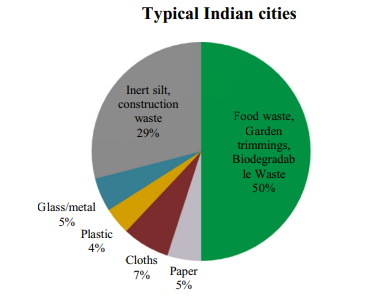 Typical Indian cities
Inert silt,
construction
waste
29%
Food waste,
Garden
trimmings,
Biodegradab
le Waste
50%
Glass/metal
5%
Plastic
4%
Cloths
7%
Paper
5%